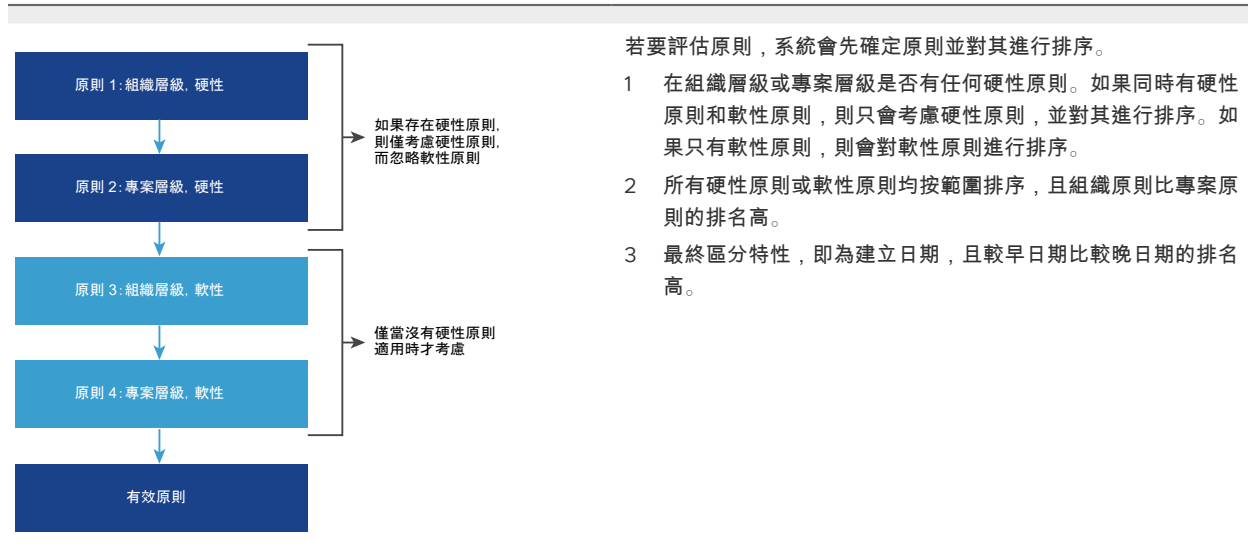 原則 1：組織層級, 硬性
原則 2：專案層級, 硬性
原則 3：組織層級, 軟性
原則 4：專案層級, 軟性
有效原則
如果存在硬性原則,
則僅考慮硬性原則,
而忽略軟性原則
僅當沒有硬性原則
適用時才考慮
若要評估原則，系統會先確定原則並對其進行排序。
1 在組織層級或專案層級是否有任何硬性原則。如果同時有硬性
原則和軟性原則，則只會考慮硬性原則，並對其進行排序。如
果只有軟性原則，則會對軟性原則進行排序。
2 所有硬性原則或軟性原則均按範圍排序，且組織原則比專案原
則的排名高。
3 最終區分特性，即為建立日期，且較早日期比較晚日期的排名
高。